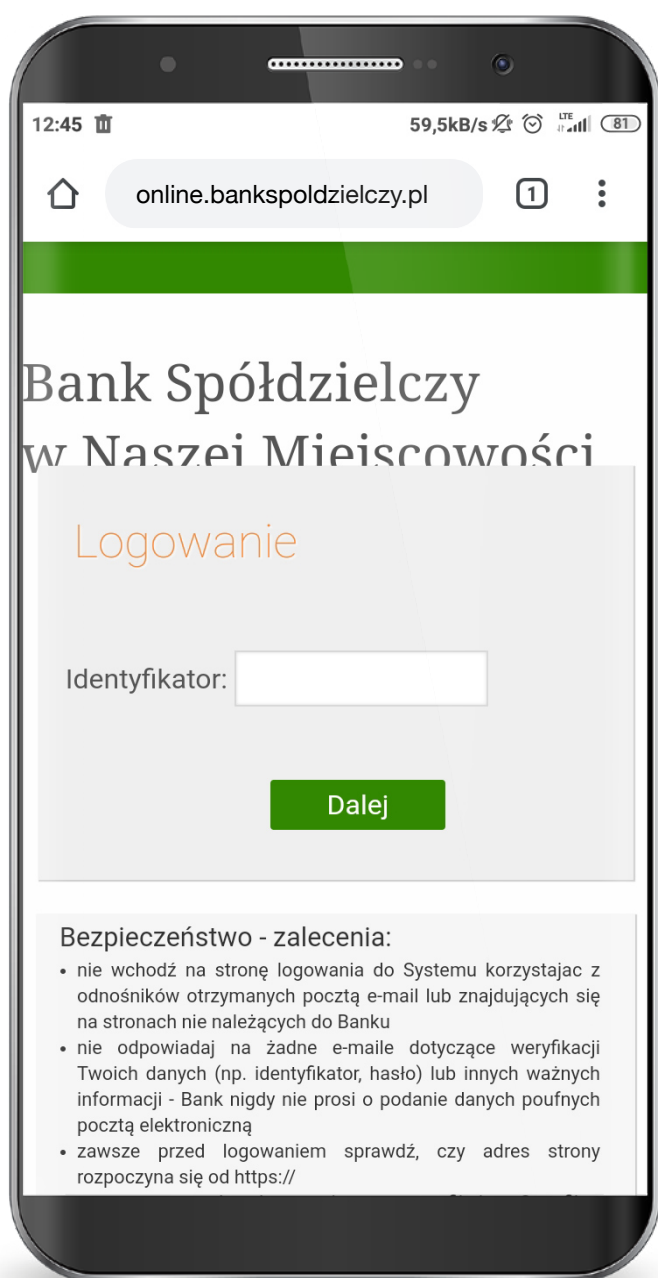 12:45
59,5kB/s
LTE
81
online.bankspoldzielczy.pl
1
Bank Spółdzielczy
w Naszej Miejscowości
Logowanie
Identyfikator:
Dalej
Bezpieczeństwo - zalecenia:
• nie wchodź na stronę logowania do Systemu korzystajac z
odnośników otrzymanych pocztą e-mail lub znajdujących się
na stronach nie należących do Banku
• nie odpowiadaj na żadne e-maile dotyczące weryfikacji
Twoich danych (np. identyfikator, hasło) lub innych ważnych
informacji - Bank nigdy nie prosi o podanie danych poufnych
pocztą elektroniczną
• zawsze przed logowaniem sprawdź, czy adres strony
rozpoczyna się od https://